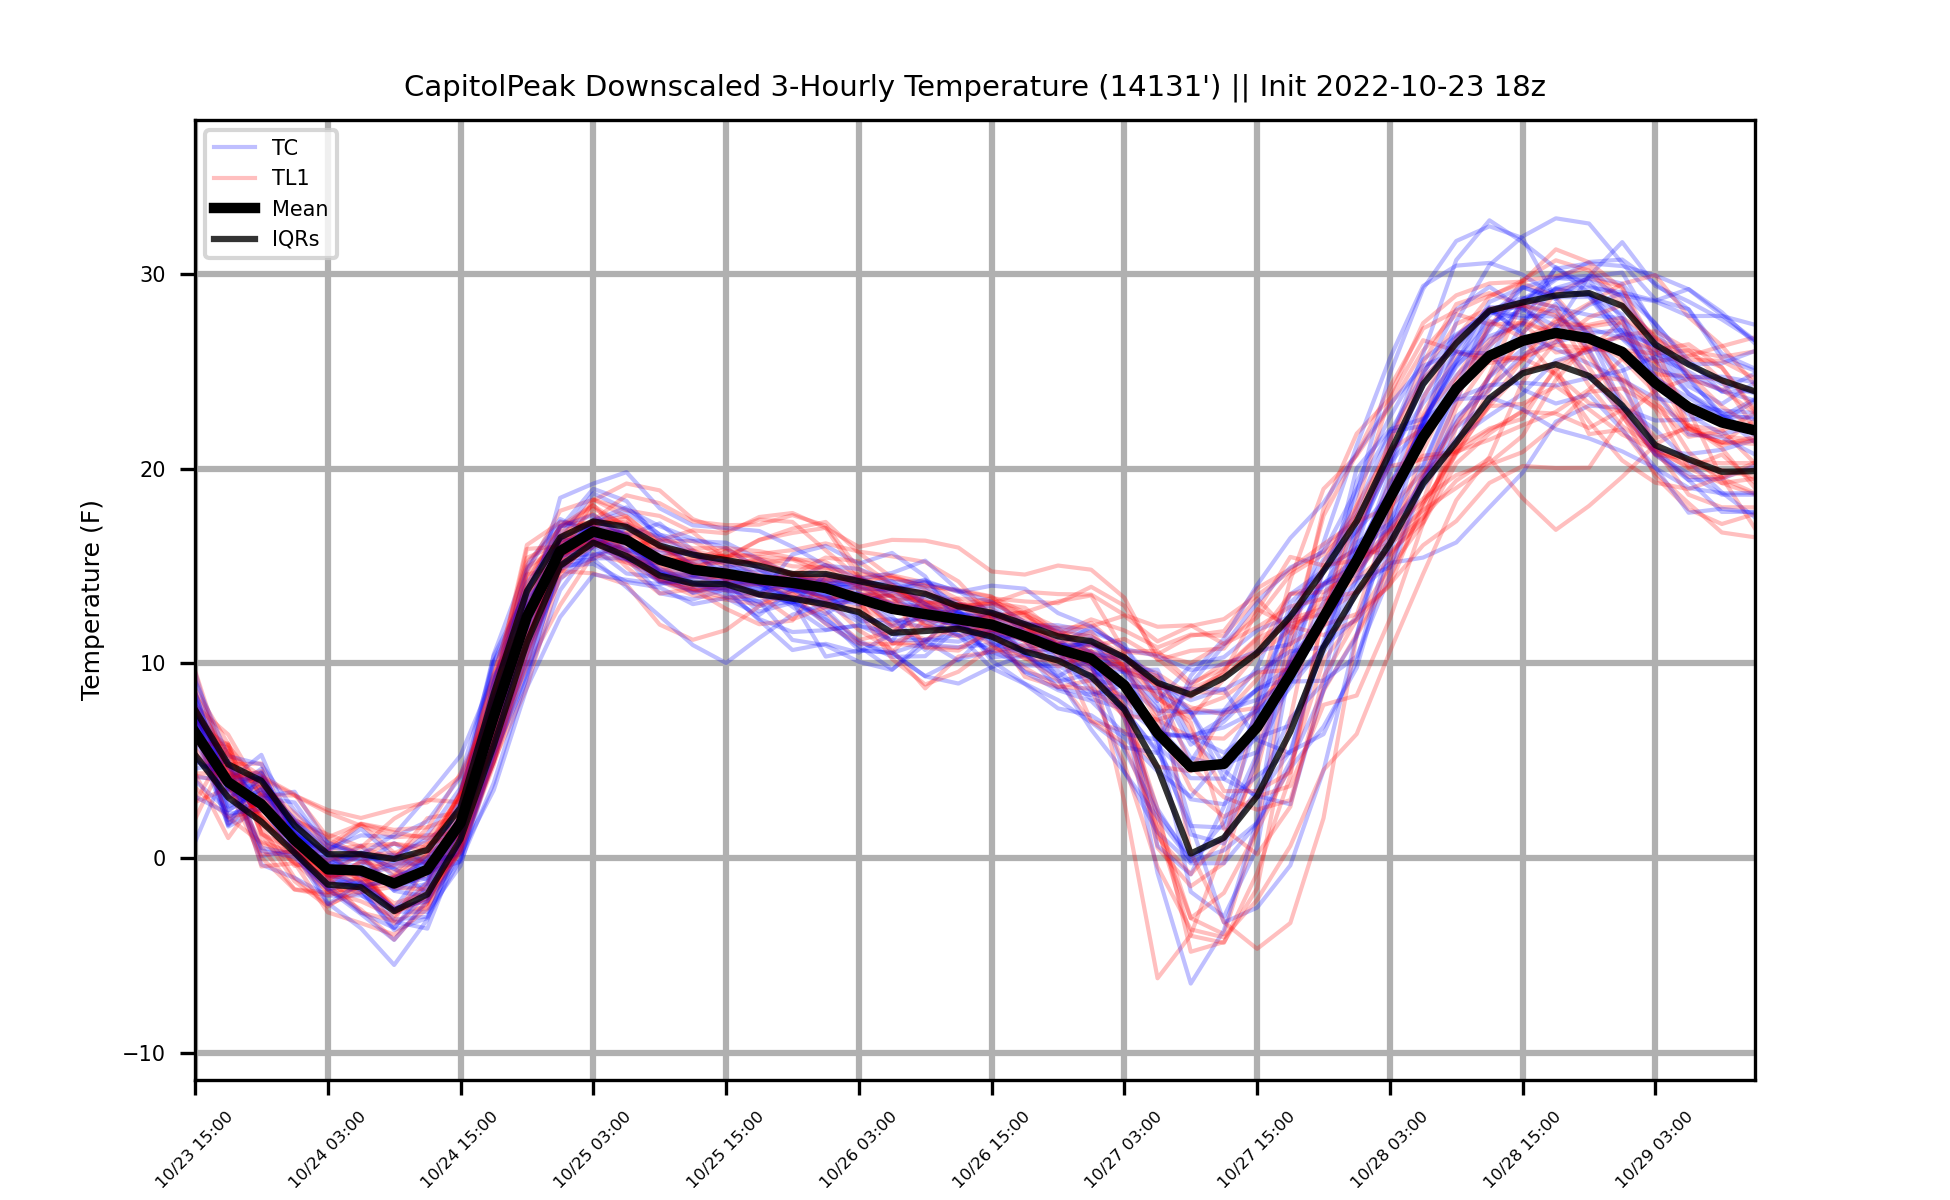 CapitolPeak Downscaled 3-Hourly Temperature (14131') || Init 2022-10-23 18z
TC
TL1
Mean
IQRs
Temperature (F)
30
20
10
0
−10
10/23 15:00
10/24 03:00
10/24 15:00
10/25 03:00
10/25 15:00
10/26 03:00
10/26 15:00
10/27 03:00
10/27 15:00
10/28 03:00
10/28 15:00
10/29 03:00